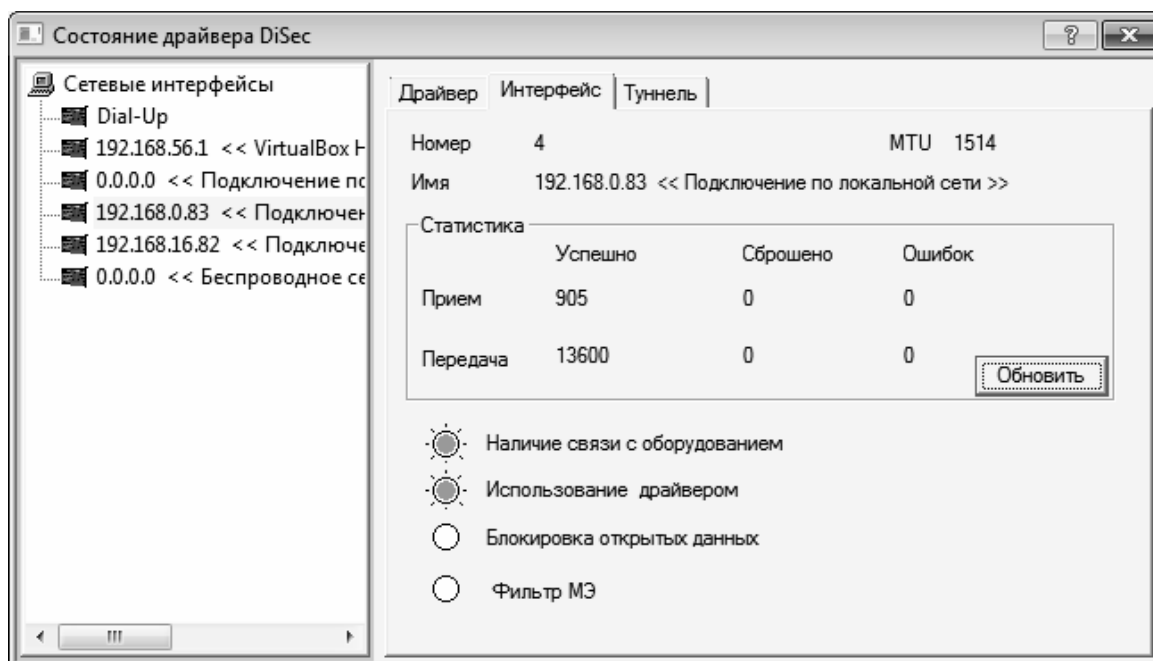 Состояние драйвера DiSec
Сетевые интерфейсы
Dial-Up
192.168.56.1 << VirtualBox H
0.0.0.0 << Подключение по
192.168.0.83 << Подключен
192.168.16.82 << Подключе
0.0.0.0 << Беспроводное се
Драйвер Интерфейс Туннель
Номер 4 MTU 1514
Имя 192.168.0.83 << Подключение по локальной сети >>
Статистика
Успешно Сброшено Ошибок
Прием 905 0 0
Передача 13600 0 0
Обновить
Наличие связи с оборудованием
Использование драйвером
Блокировка открытых данных
Фильтр МЭ